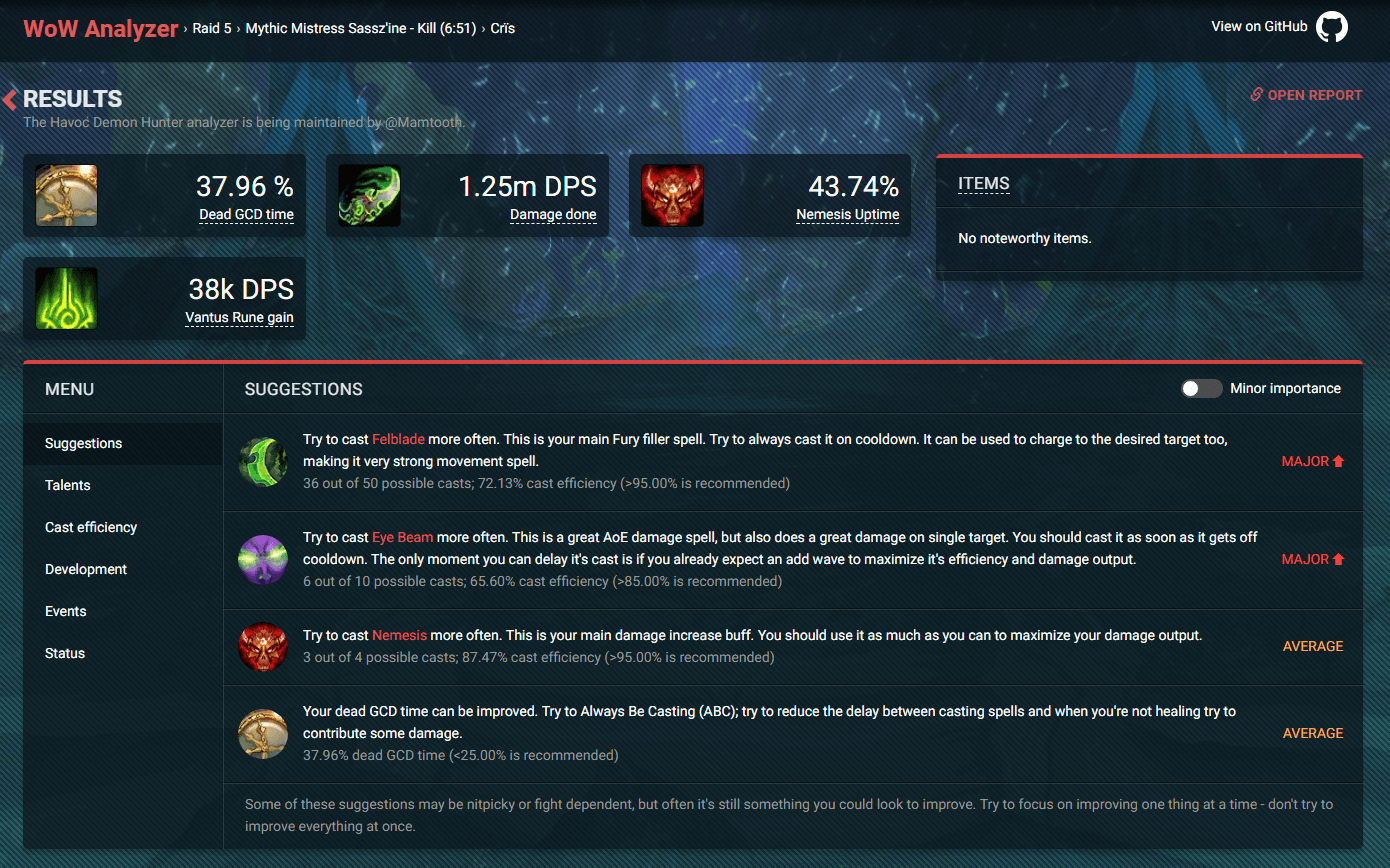 WoW Analyzer › Raid 5 › Mythic Mistress Sassz'ine - Kill (6:51) › Crïs
View on GitHub
RESULTS
OPEN REPORT
The Havoc Demon Hunter analyzer is being maintained by @Mamtooth.
37.96 %
Dead GCD time
1.25m DPS
Damage done
43.74%
Nemesis Uptime
ITEMS
No noteworthy items.
38k DPS
Vantus Rune gain
MENU
Suggestions
Talents
Cast efficiency
Development
Events
Status
SUGGESTIONS
Minor importance
Try to cast Felblade more often. This is your main Fury filler spell. Try to always cast it on cooldown. It can be used to charge to the desired target too,
making it very strong movement spell.
36 out of 50 possible casts; 72.13% cast efficiency (>95.00% is recommended)
MAJOR
Try to cast Eye Beam more often. This is a great AoE damage spell, but also does a great damage on single target. You should cast it as soon as it gets off
cooldown. The only moment you can delay it's cast is if you already expect an add wave to maximize it's efficiency and damage output.
6 out of 10 possible casts; 65.60% cast efficiency (>85.00% is recommended)
MAJOR
Try to cast Nemesis more often. This is your main damage increase buff. You should use it as much as you can to maximize your damage output.
3 out of 4 possible casts; 87.47% cast efficiency (>95.00% is recommended)
AVERAGE
Your dead GCD time can be improved. Try to Always Be Casting (ABC); try to reduce the delay between casting spells and when you're not healing try to
contribute some damage.
37.96% dead GCD time (<25.00% is recommended)
AVERAGE
Some of these suggestions may be nitpicky or fight dependent, but often it's still something you could look to improve. Try to focus on improving one thing at a time - don't try to
improve everything at once.